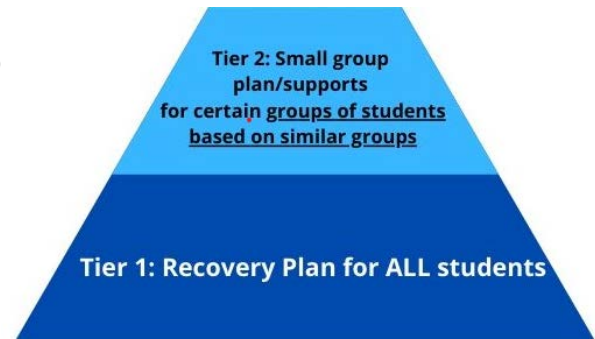 Tier 2: Small group
plan/supports
for certain groups of students
based on similar groups
Tier 1: Recovery Plan for ALL students